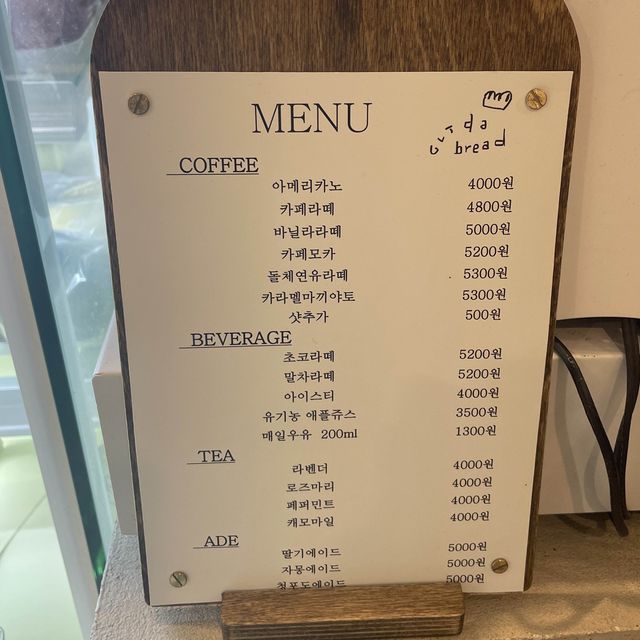 MENU
da
bread
COFFEE
아메리카노 4000원
카페라떼 4800원
바닐라라떼 5000원
카페모카 5200원
돌체연유라떼 5300원
카라멜마끼야토 5300원
샷추가 500원
BEVERAGE
초코라떼 5200원
말차라떼 5200원
아이스티 4000원
유기농 애플쥬스 3500원
매일우유 200ml 1300원
TEA
라벤더 4000원
로즈마리 4000원
페퍼민트 4000원
캐모마일 4000원
ADE
딸기에이드 5000원
자몽에이드 5000원
청포도에이드 5000원